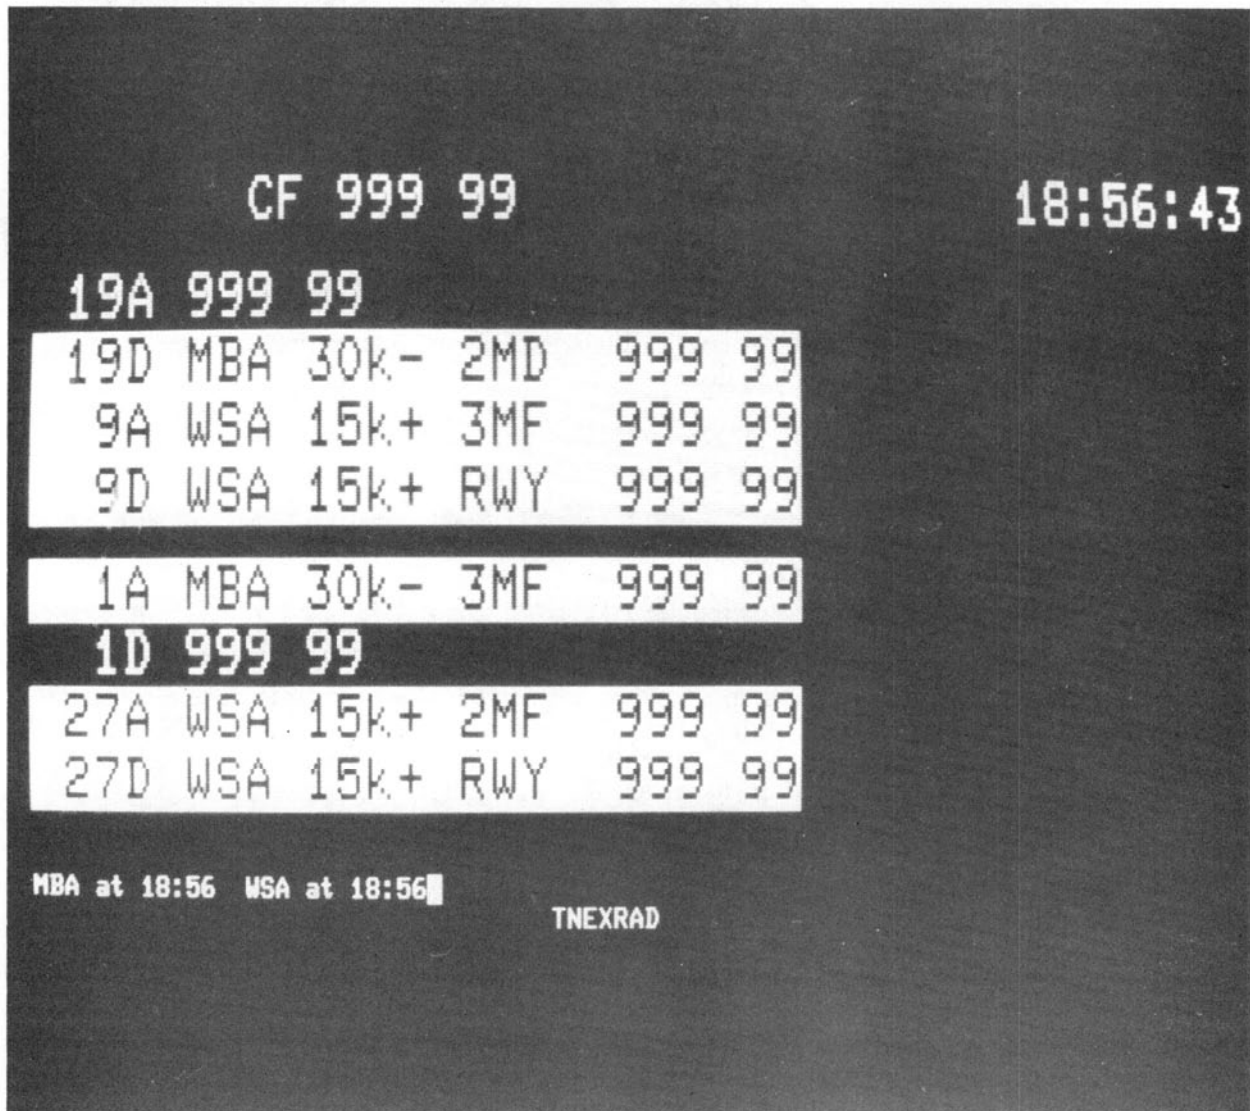 CF 999 99 18:56:43
19A 999 99
19D MBA 30k- 2MD 999 99
9A WSA 15k+ 3MF 999 99
9D WSA 15k+ RWY 999 99
1A MBA 30k- 3MF 999 99
1D 999 99
27A WSA 15k+ 2MF 999 99
27D WSA 15k+ RWY 999 99
MBA at 18:56 WSA at 18:56
TNEXRAD